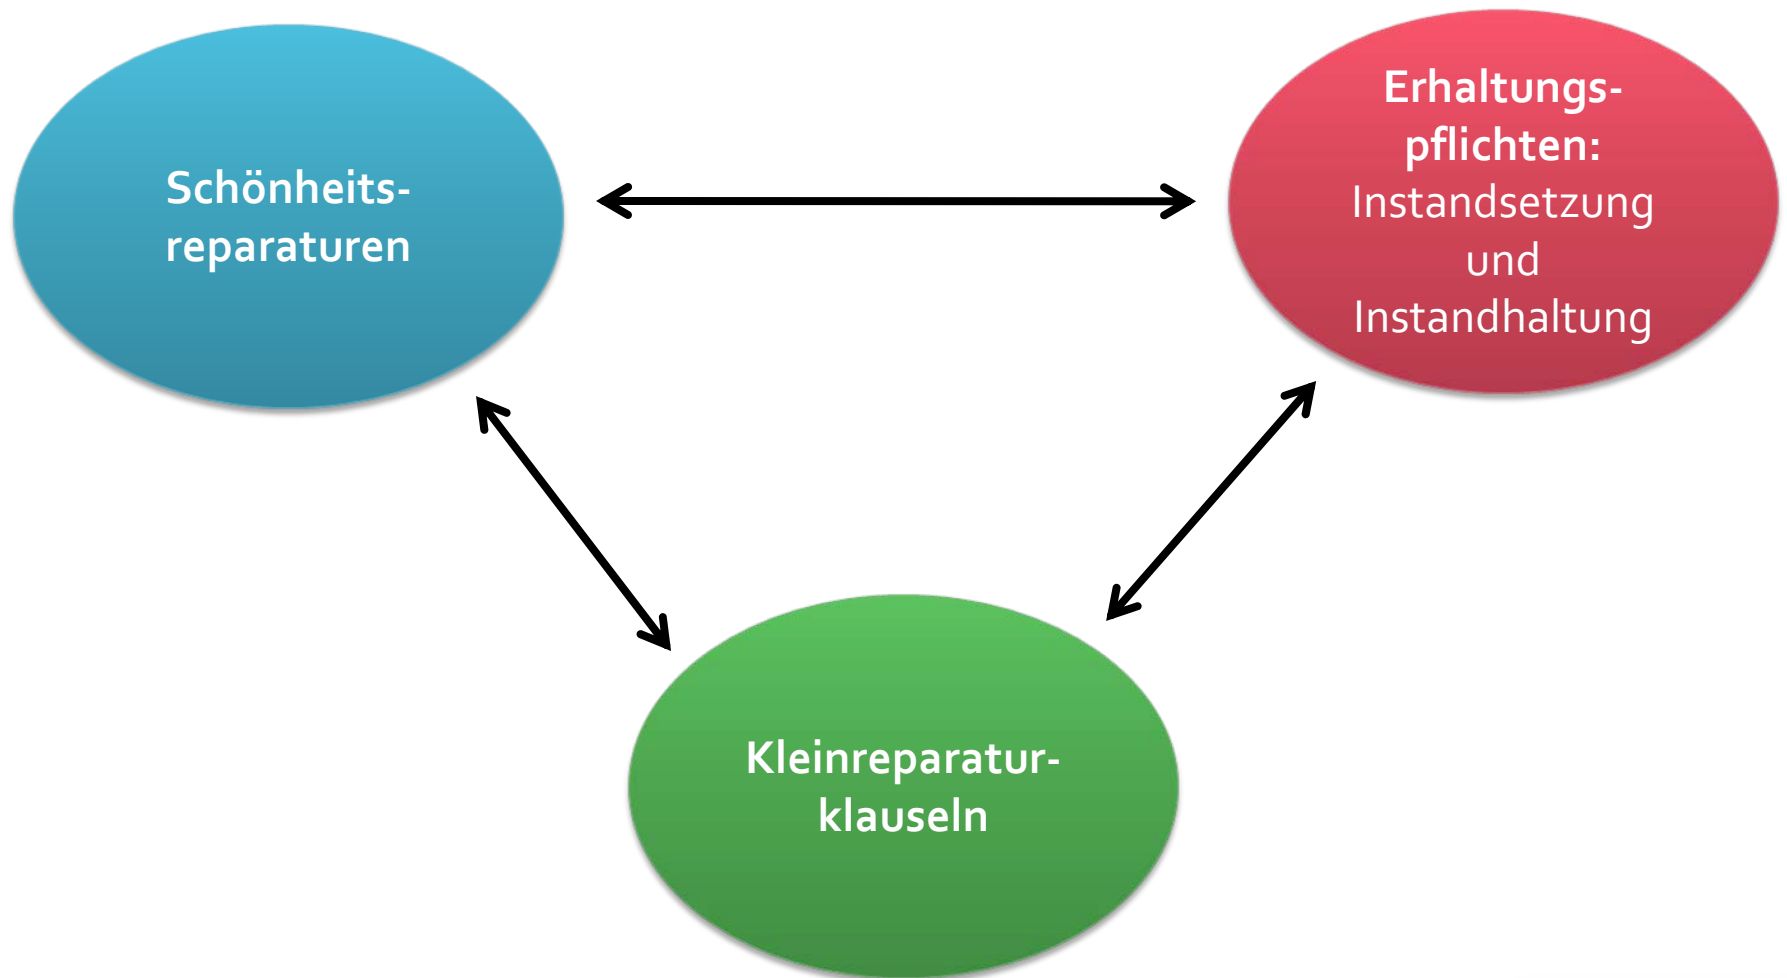 Schönheits-
reparaturen
Erhaltungs-
pflichten:
Instandsetzung
und
Instandhaltung
Kleinreparatur-
klauseln